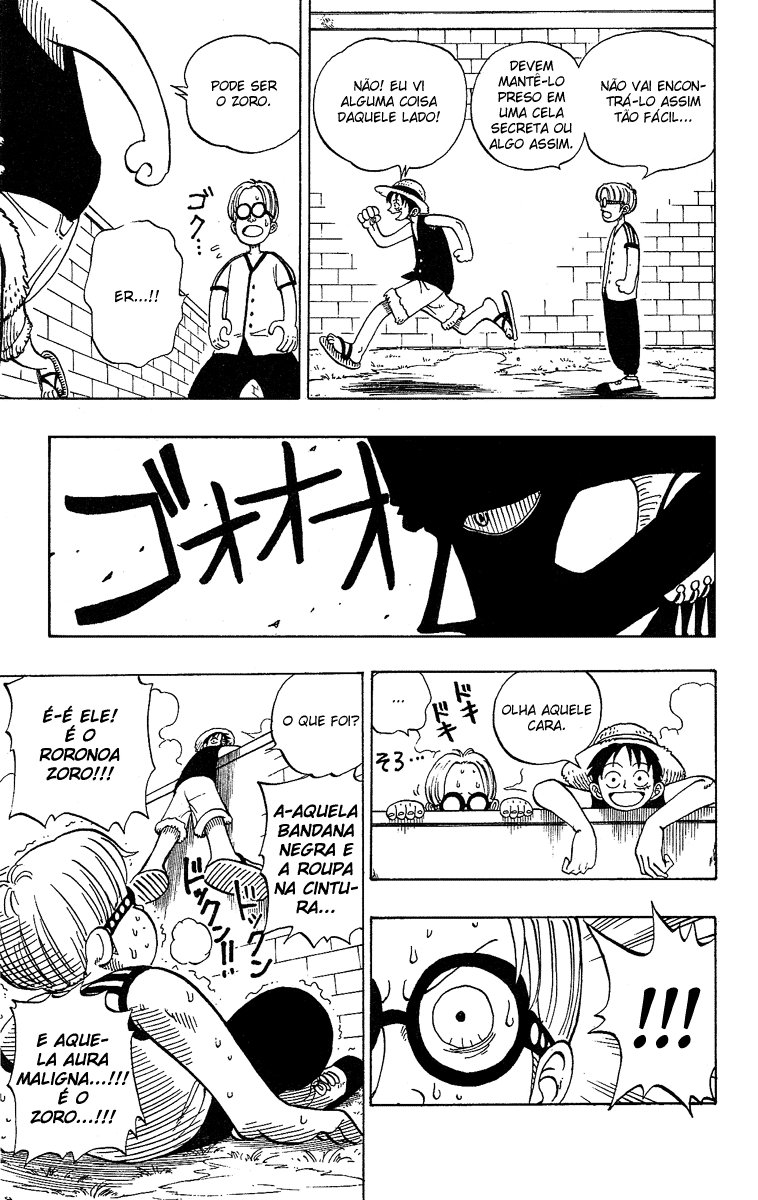 NÃO VAI ENCON-
TRÁ-LO ASSIM
TÃO FÁCIL...
DEVEM
MANTÊ-LO
PRESO EM
UMA CELA
SECRETA OU
ALGO ASSIM.
NÃO! EU VI
ALGUMA COISA
DAQUELE LADO!
PODE SER
O ZORO.
ゴク...
ER...!!
ゴオオオ
OLHA AQUELE
CARA.
ドキ
ドキ
...
そろ...
!!!
O QUE FOI?
A-AQUELA
BANDANA
NEGRA E
A ROUPA
NA CINTU-
RA...
É-É ELE!
É O
RORONOA
ZORO!!!
ドックン
ドックン!!
E AQUE-
LA AURA
MALIGNA...!!!
É O
ZORO...!!!